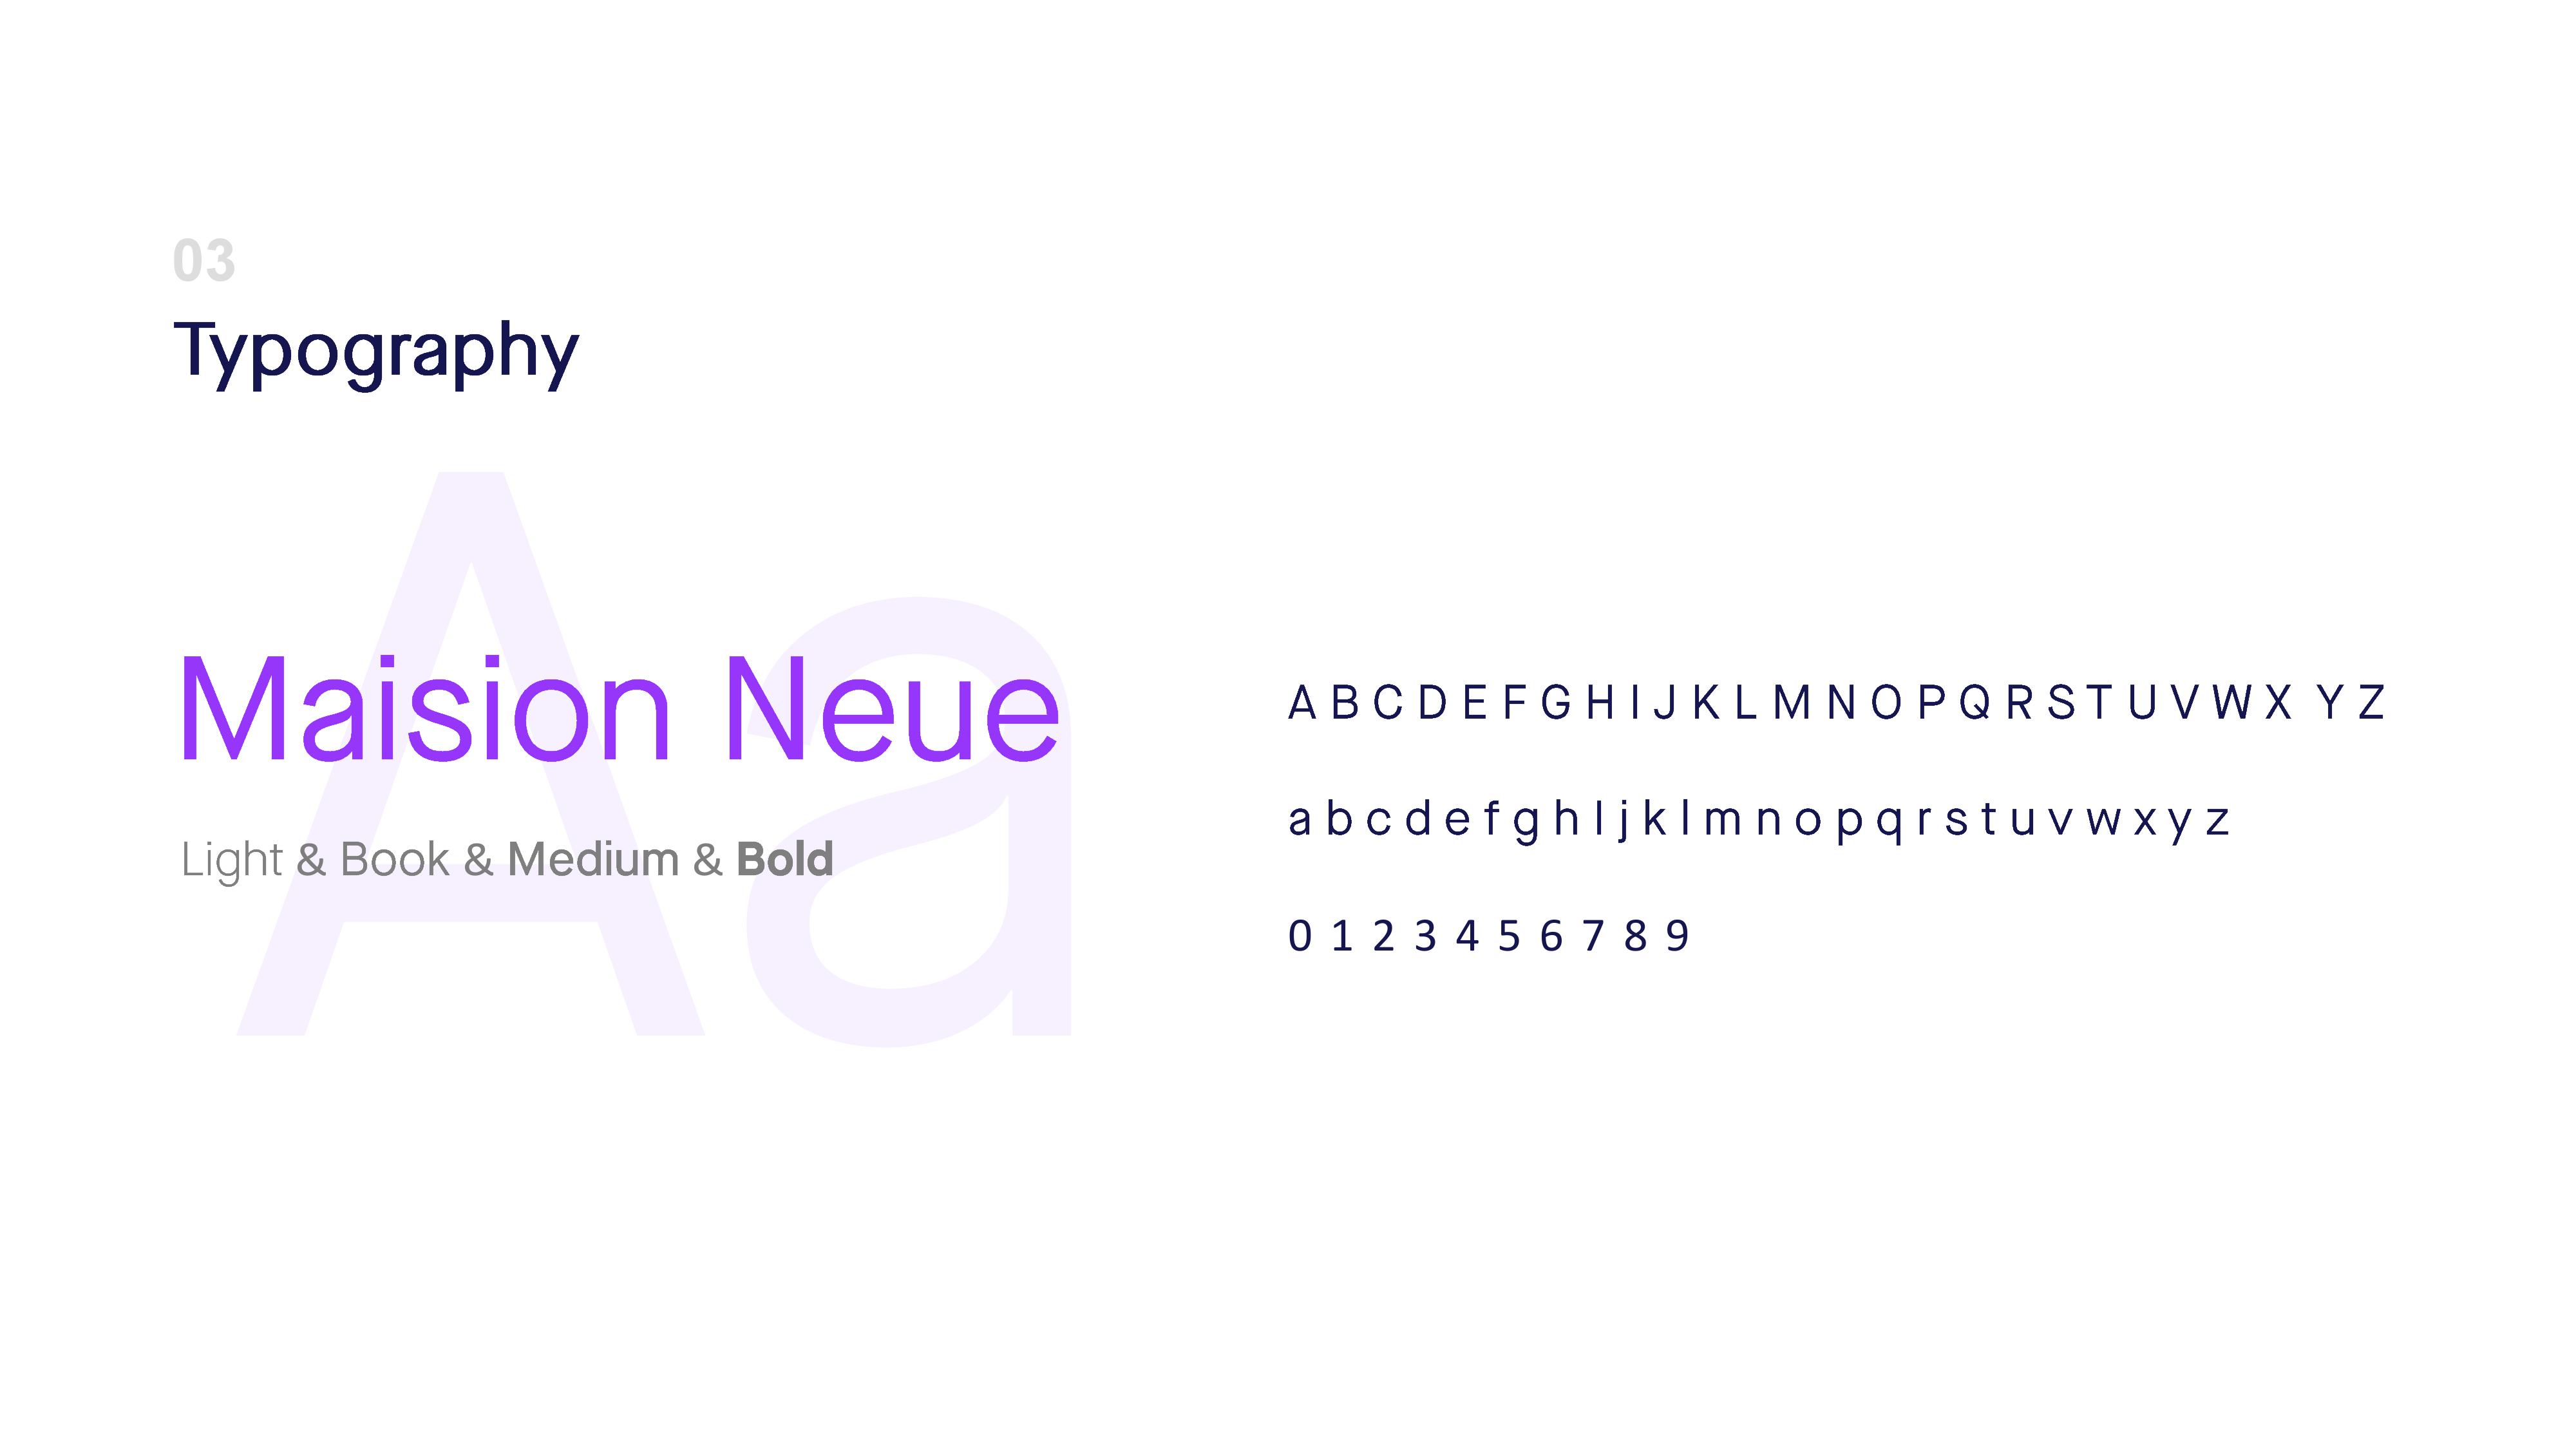 03
Typography
Aa
Maision Neue
Light & Book & Medium & Bold
A B C D E F G H I J K L M N O P Q R S T U V W X Y Z
a b c d e f g h I j k l m n o p q r s t u v w x y z
0 1 2 3 4 5 6 7 8 9